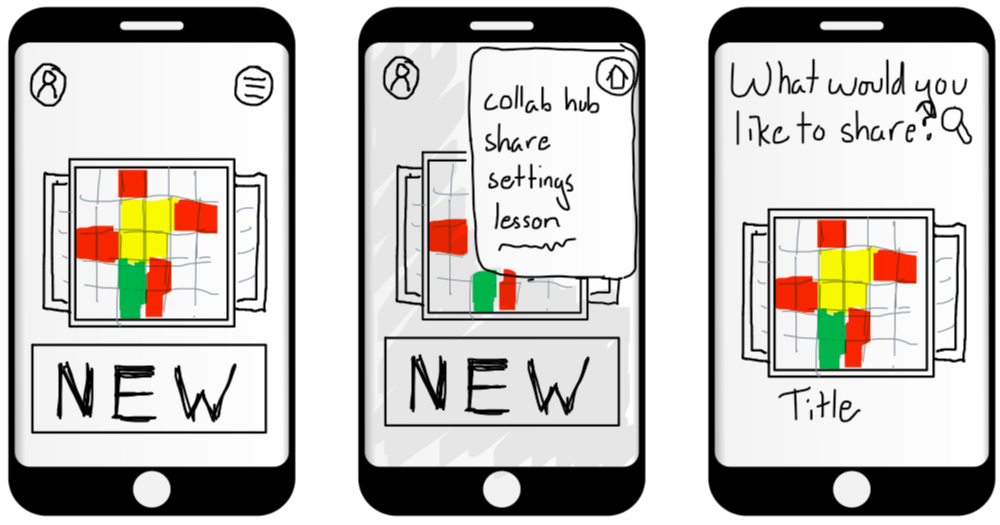 NEW
collab hub
share
settings
lesson
NEW
What would you
like to share?
Title